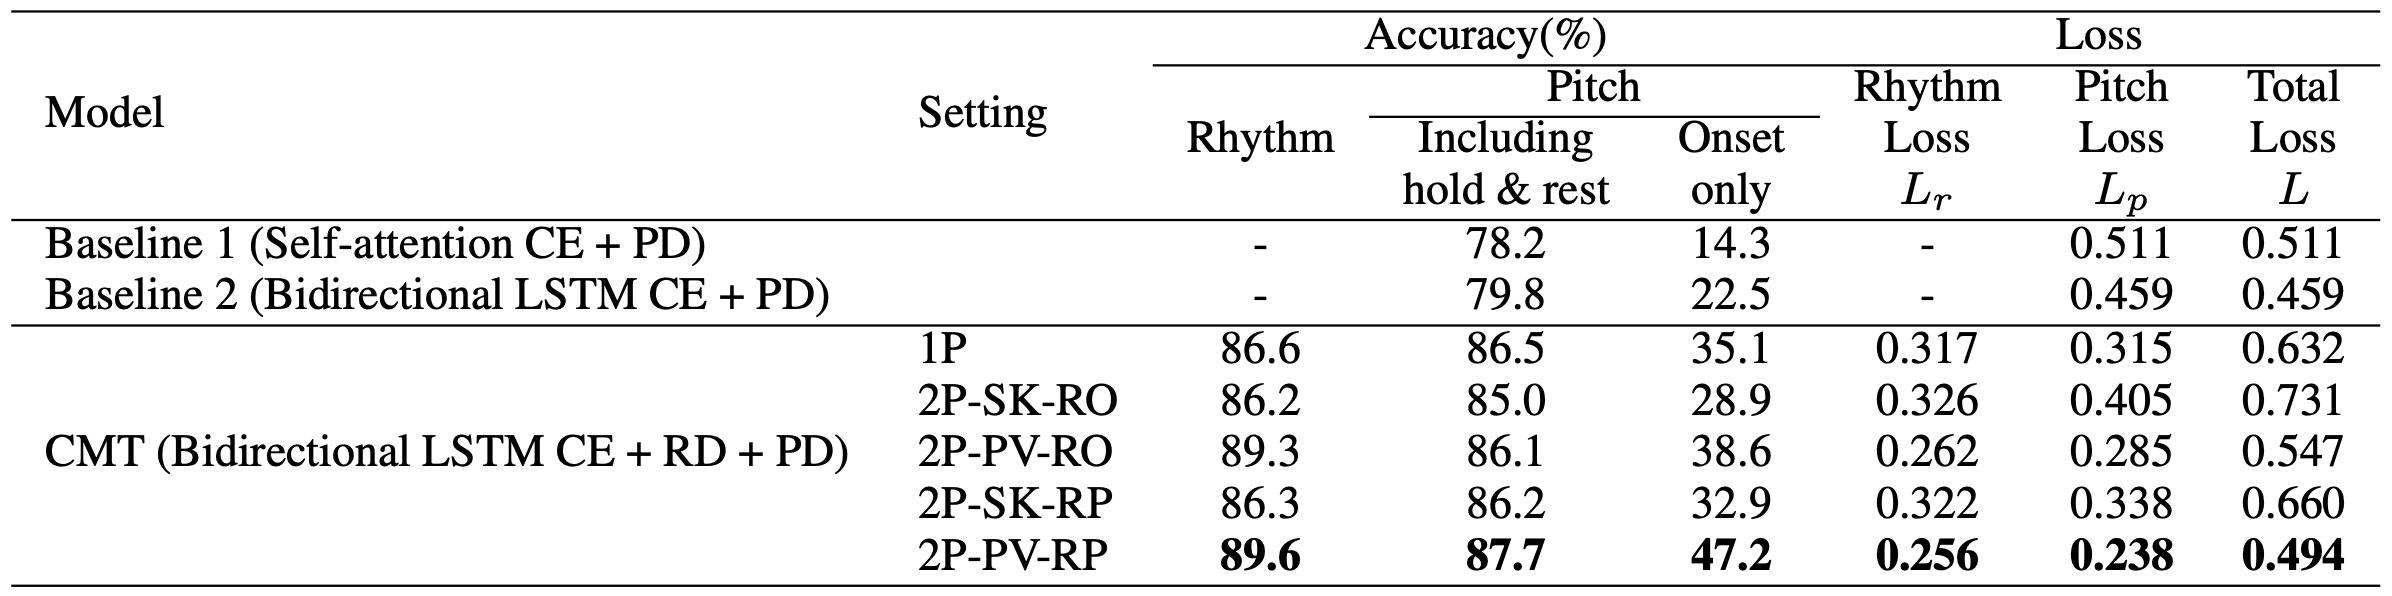 Accuracy(%) Loss
Pitch Rhythm Pitch Total
Model Setting Rhythm Including Onset Loss Loss Loss
hold & rest only L_r L_p L
Baseline 1 (Self-attention CE + PD) - 78.2 14.3 - 0.511 0.511
Baseline 2 (Bidirectional LSTM CE + PD) - 79.8 22.5 - 0.459 0.459
1P 86.6 86.5 35.1 0.317 0.315 0.632
2P-SK-RO 86.2 85.0 28.9 0.326 0.405 0.731
CMT (Bidirectional LSTM CE + RD + PD) 2P-PV-RO 89.3 86.1 38.6 0.262 0.285 0.547
2P-SK-RP 86.3 86.2 32.9 0.322 0.338 0.660
2P-PV-RP 89.6 87.7 47.2 0.256 0.238 0.494